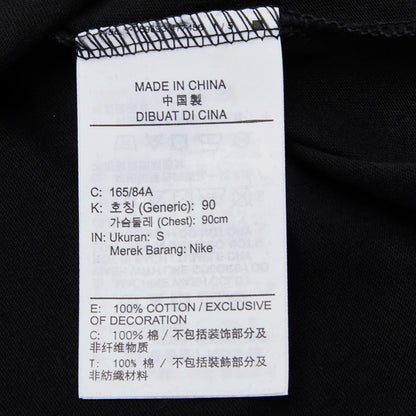 MADE IN CHINA
中国製
DIBUAT DI CINA
C: 165/84A
K: 호칭 (Generic): 90
가슴둘레 (Chest): 90cm
IN: Ukuran: S
Merek Barang: Nike
E: 100% COTTON / EXCLUSIVE
OF DECORATION
C: 100% 棉 / 不包括装饰部分及
非纤维物质
T: 100% 棉 / 不包括裝飾部分及
非紡織材料